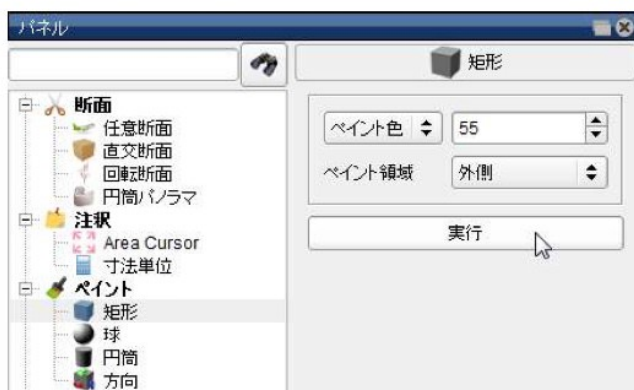 パネル
矩形
断面
任意断面
直交断面
回転断面
円筒パノラマ
注釈
Area Cursor
寸法単位
ペイント
矩形
球
円筒
方向
ペイント色
55
ペイント領域
外側
実行